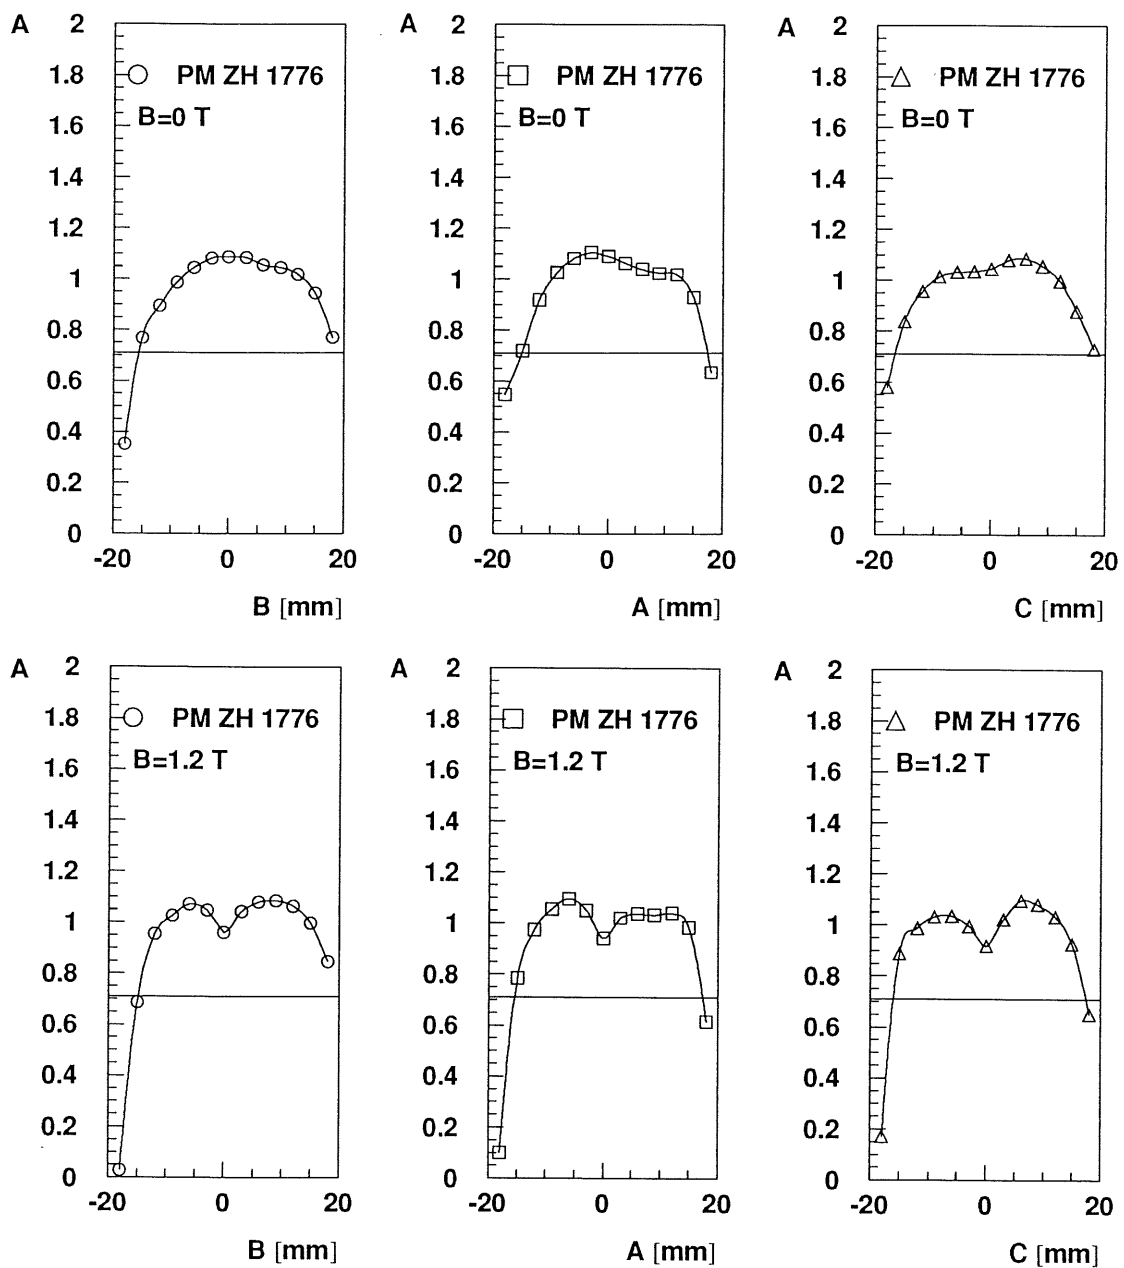 A 2 A 2 A 2
1.8 PM ZH 1776 1.8 PM ZH 1776 1.8 PM ZH 1776
B=0 T B=0 T B=0 T
1.6 1.6 1.6
1.4 1.4 1.4
1.2 1.2 1.2
1 1 1
0.8 0.8 0.8
0.6 0.6 0.6
0.4 0.4 0.4
0.2 0.2 0.2
0 0 0
-20 0 20 -20 0 20 -20 0 20
B [mm] A [mm] C [mm]
A 2 A 2 A 2
1.8 PM ZH 1776 1.8 PM ZH 1776 1.8 PM ZH 1776
B=1.2 T B=1.2 T B=1.2 T
1.6 1.6 1.6
1.4 1.4 1.4
1.2 1.2 1.2
1 1 1
0.8 0.8 0.8
0.6 0.6 0.6
0.4 0.4 0.4
0.2 0.2 0.2
0 0 0
-20 0 20 -20 0 20 -20 0 20
B [mm] A [mm] C [mm]